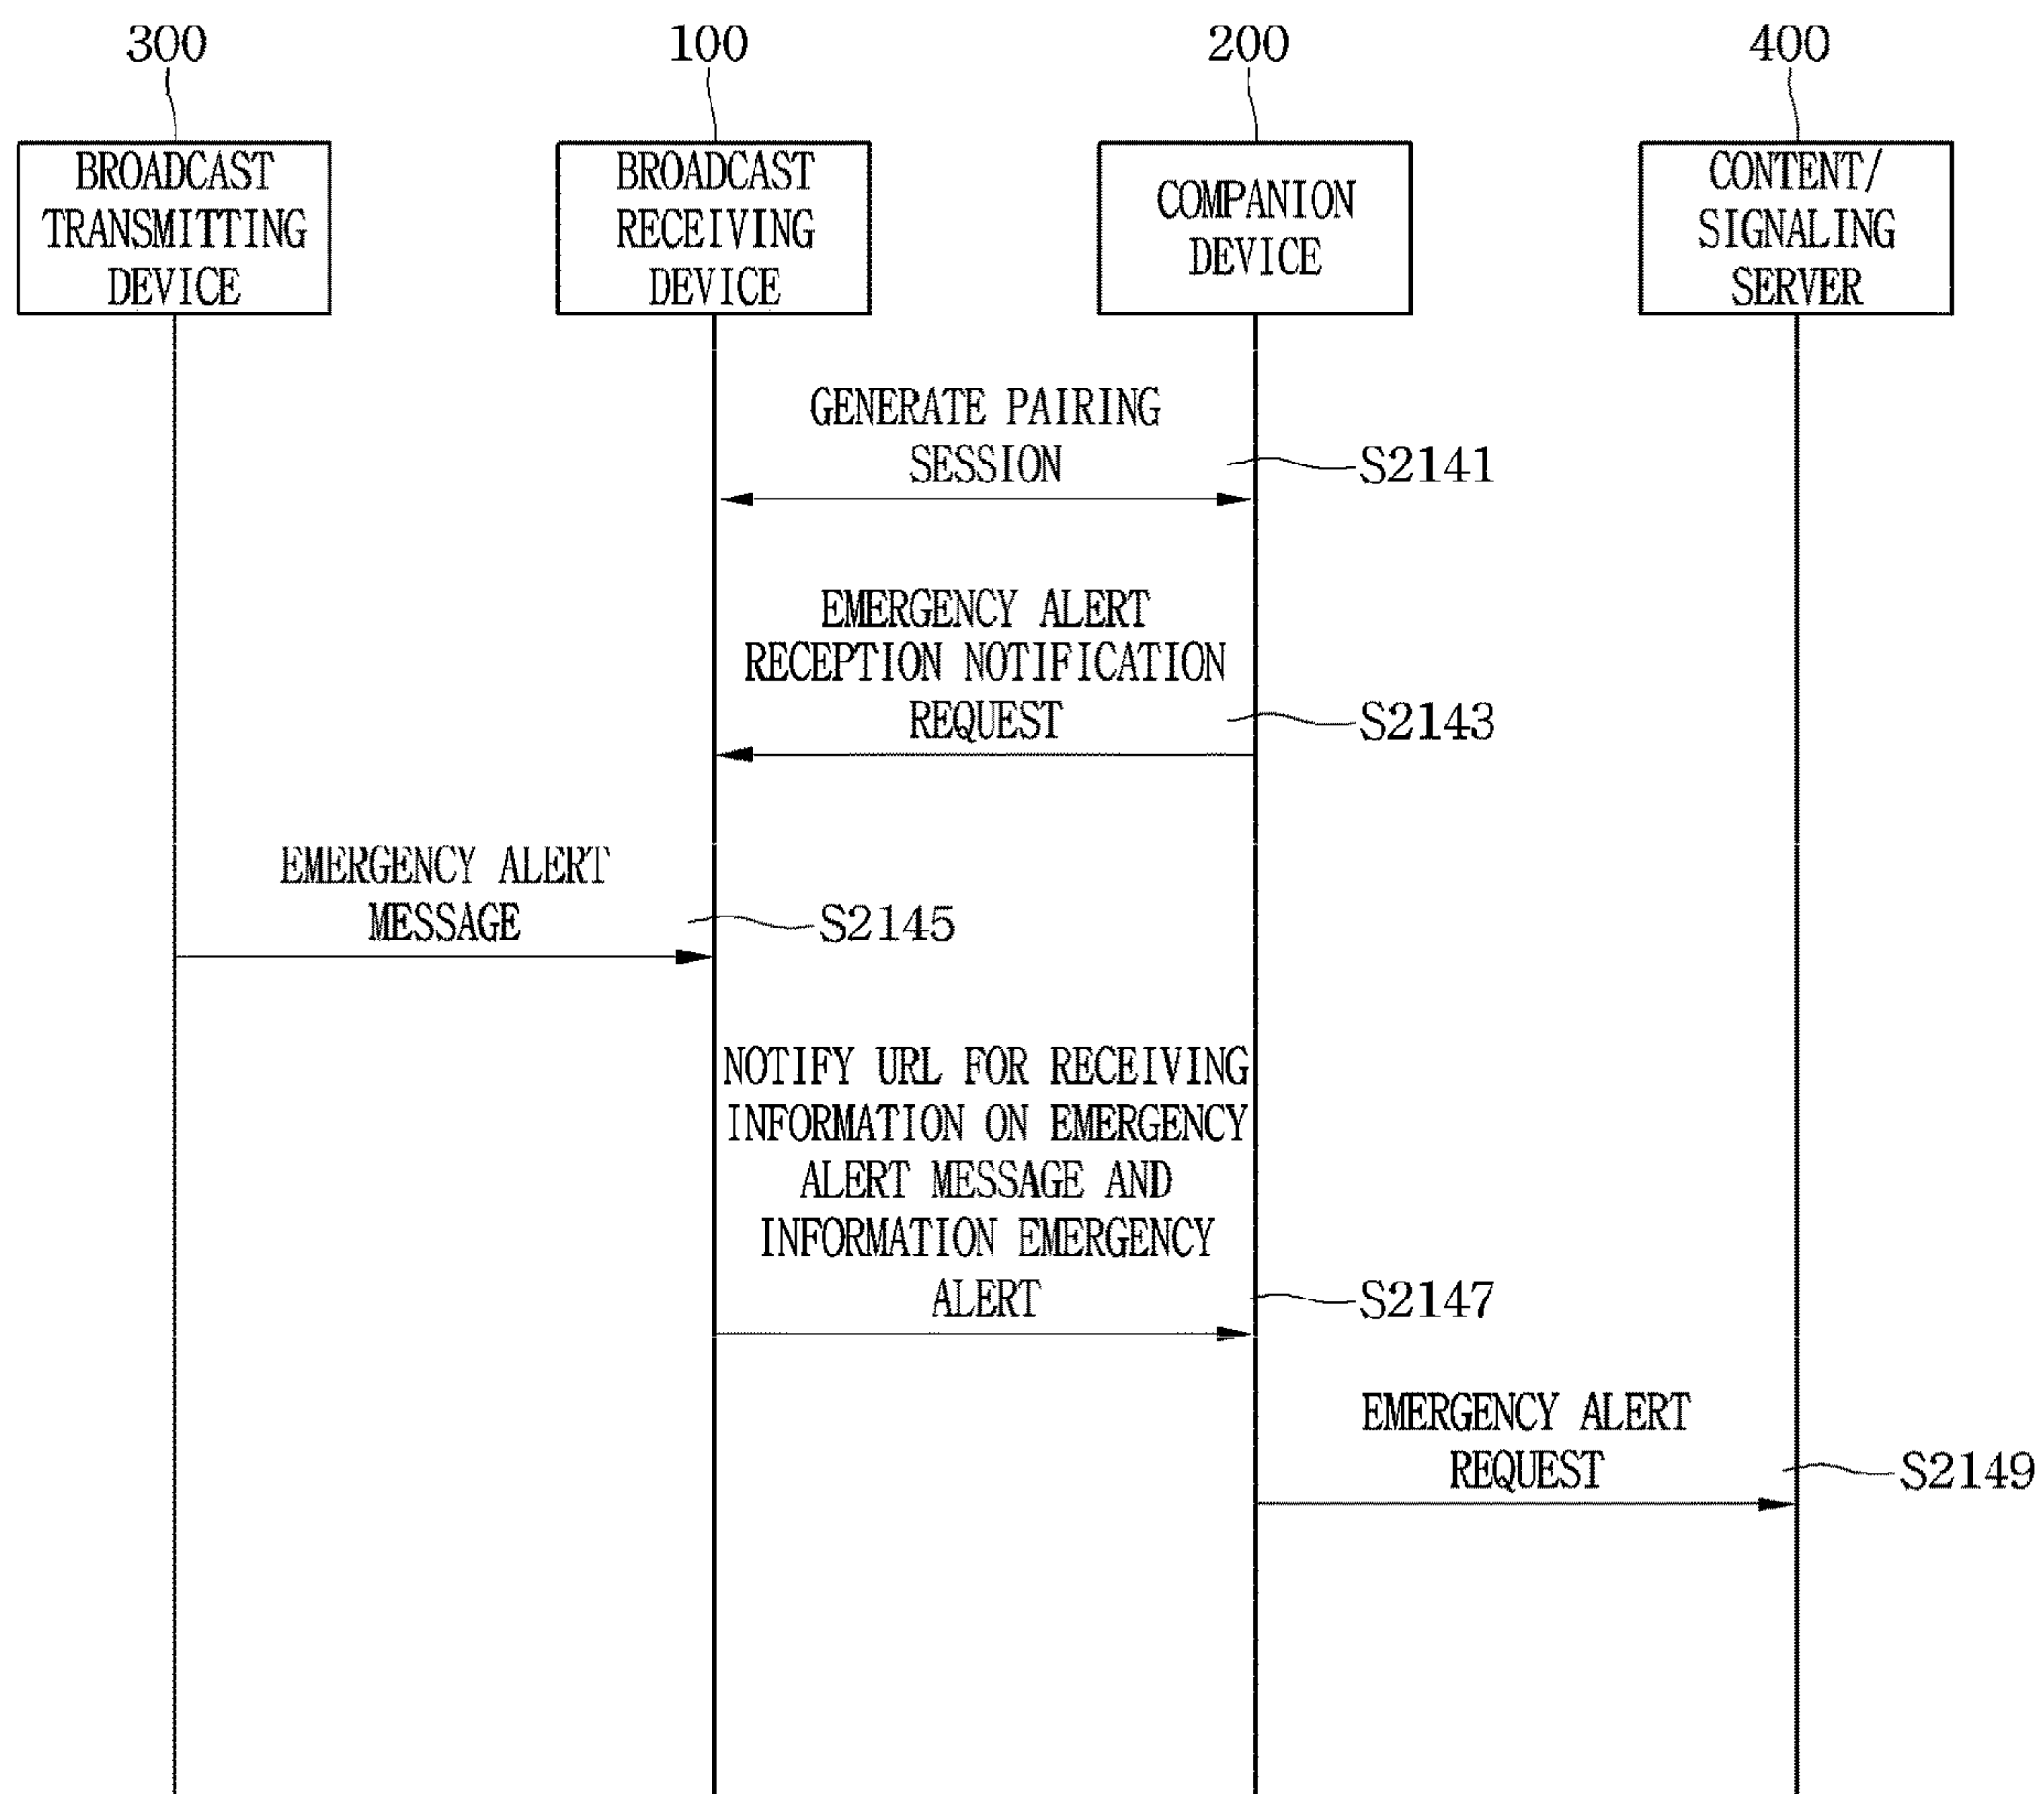 300
100
200
400
BROADCAST
TRANSMITTING
DEVICE
BROADCAST
RECEIVING
DEVICE
COMPANION
DEVICE
CONTENT/
SIGNALING
SERVER
GENERATE PAIRING
SESSION
S2141
EMERGENCY ALERT
RECEPTION NOTIFICATION
REQUEST
S2143
EMERGENCY ALERT
MESSAGE
S2145
NOTIFY URL FOR RECEIVING
INFORMATION ON EMERGENCY
ALERT MESSAGE AND
INFORMATION EMERGENCY
ALERT
S2147
EMERGENCY ALERT
REQUEST
S2149